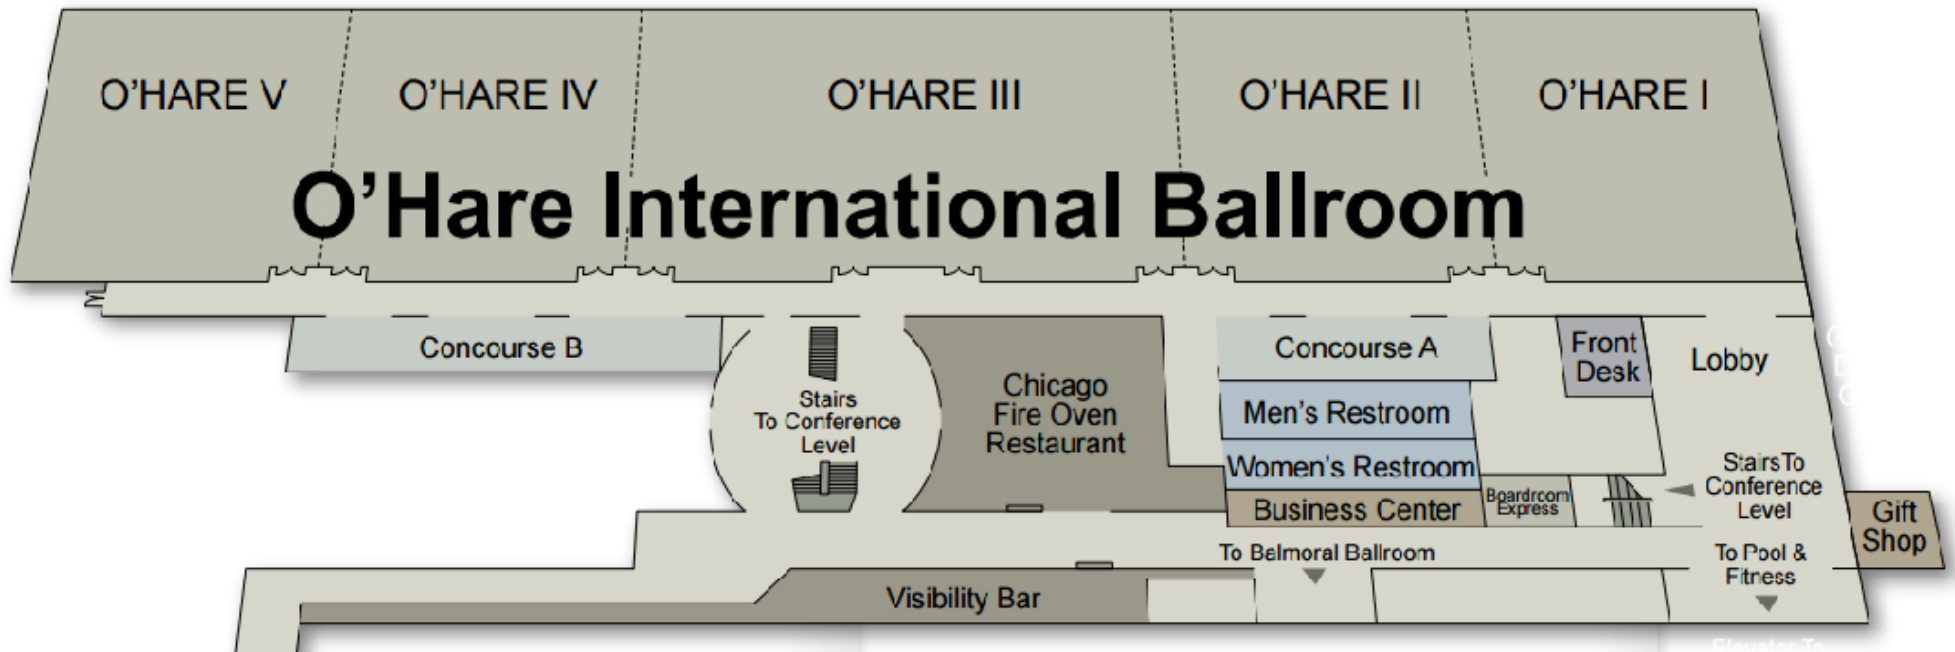 O'HARE V
O'HARE IV
O'HARE III
O'HARE II
O'HARE I
O'Hare International Ballroom
Concourse B
Stairs
To Conference
Level
Chicago
Fire Oven
Restaurant
Concourse A
Men's Restroom
Women's Restroom
Business Center
Boardroom
Express
Front
Desk
Lobby
StairsTo
Conference
Level
Gift
Shop
To Balmoral Ballroom
To Pool &
Fitness
Visibility Bar
Elevator To